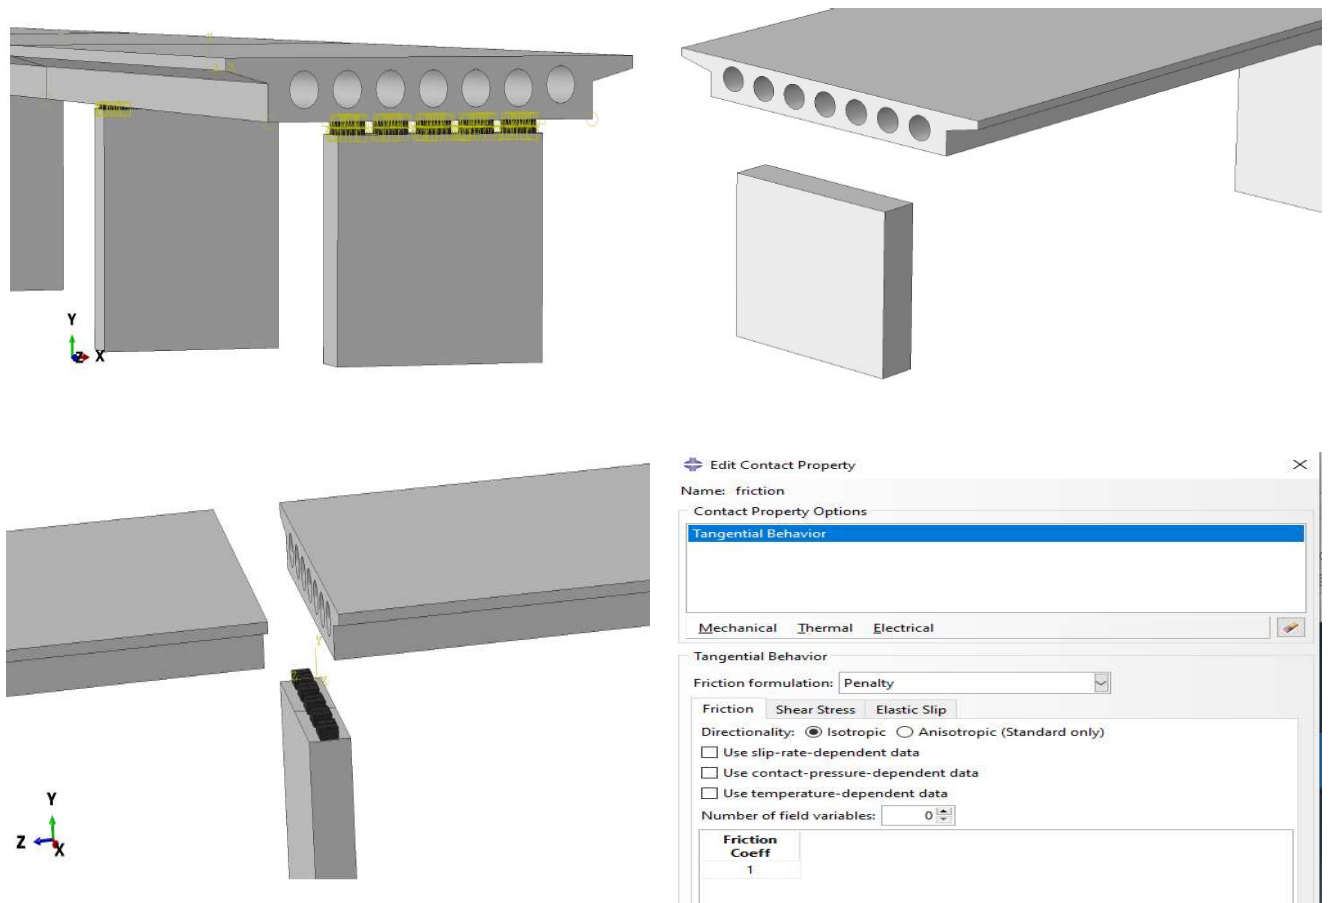 Y
Z X
Y
Z
X
Edit Contact Property
Name: friction
Contact Property Options
Tangential Behavior
Mechanical Thermal Electrical
Tangential Behavior
Friction formulation: Penalty
Friction Shear Stress Elastic Slip
Directionality: Isotropic Anisotropic (Standard only)
Use slip-rate-dependent data
Use contact-pressure-dependent data
Use temperature-dependent data
Number of field variables: 0
Friction
Coeff
1